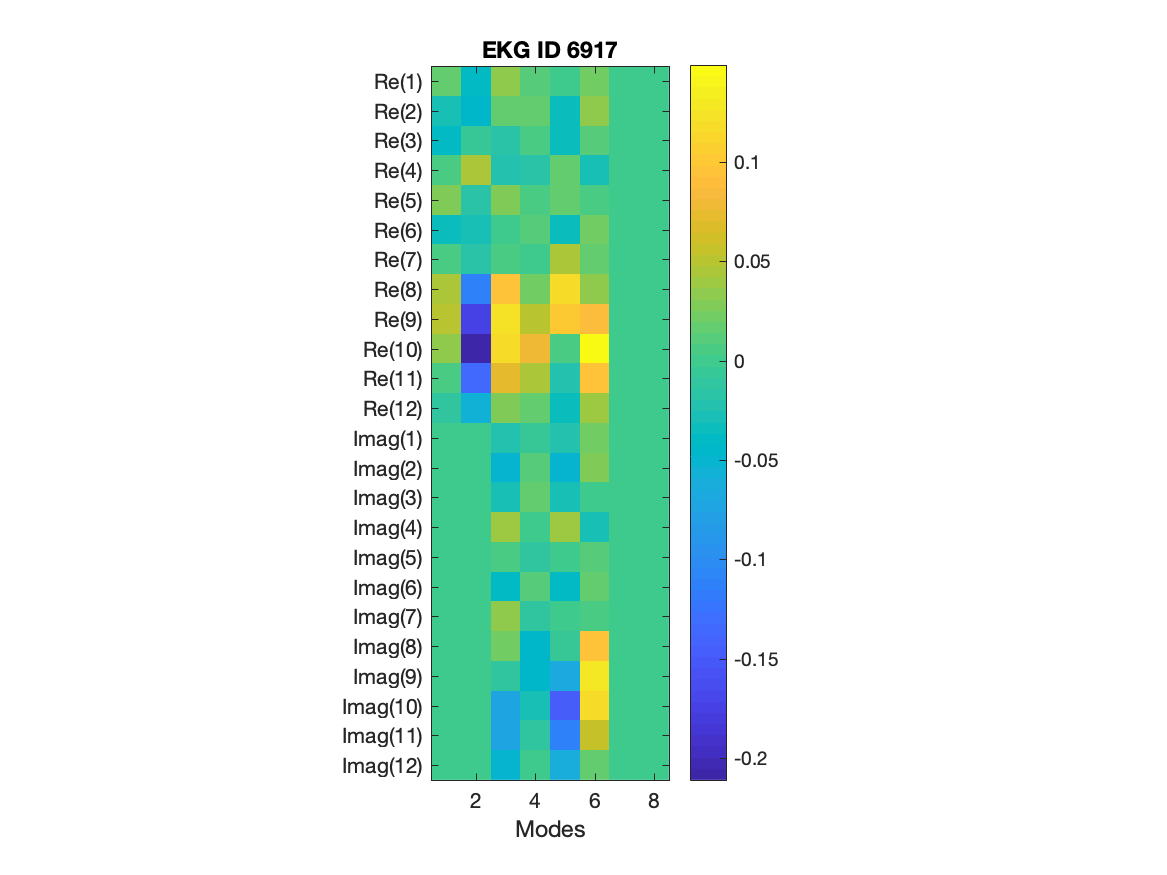 EKG ID 6917
Re(1)
Re(2)
Re(3)
Re(4)
Re(5)
Re(6)
Re(7)
Re(8)
Re(9)
Re(10)
Re(11)
Re(12)
Imag(1)
Imag(2)
Imag(3)
Imag(4)
Imag(5)
Imag(6)
Imag(7)
Imag(8)
Imag(9)
Imag(10)
Imag(11)
Imag(12)
2 4 6 8
Modes
0.1
0.05
0
-0.05
-0.1
-0.15
-0.2